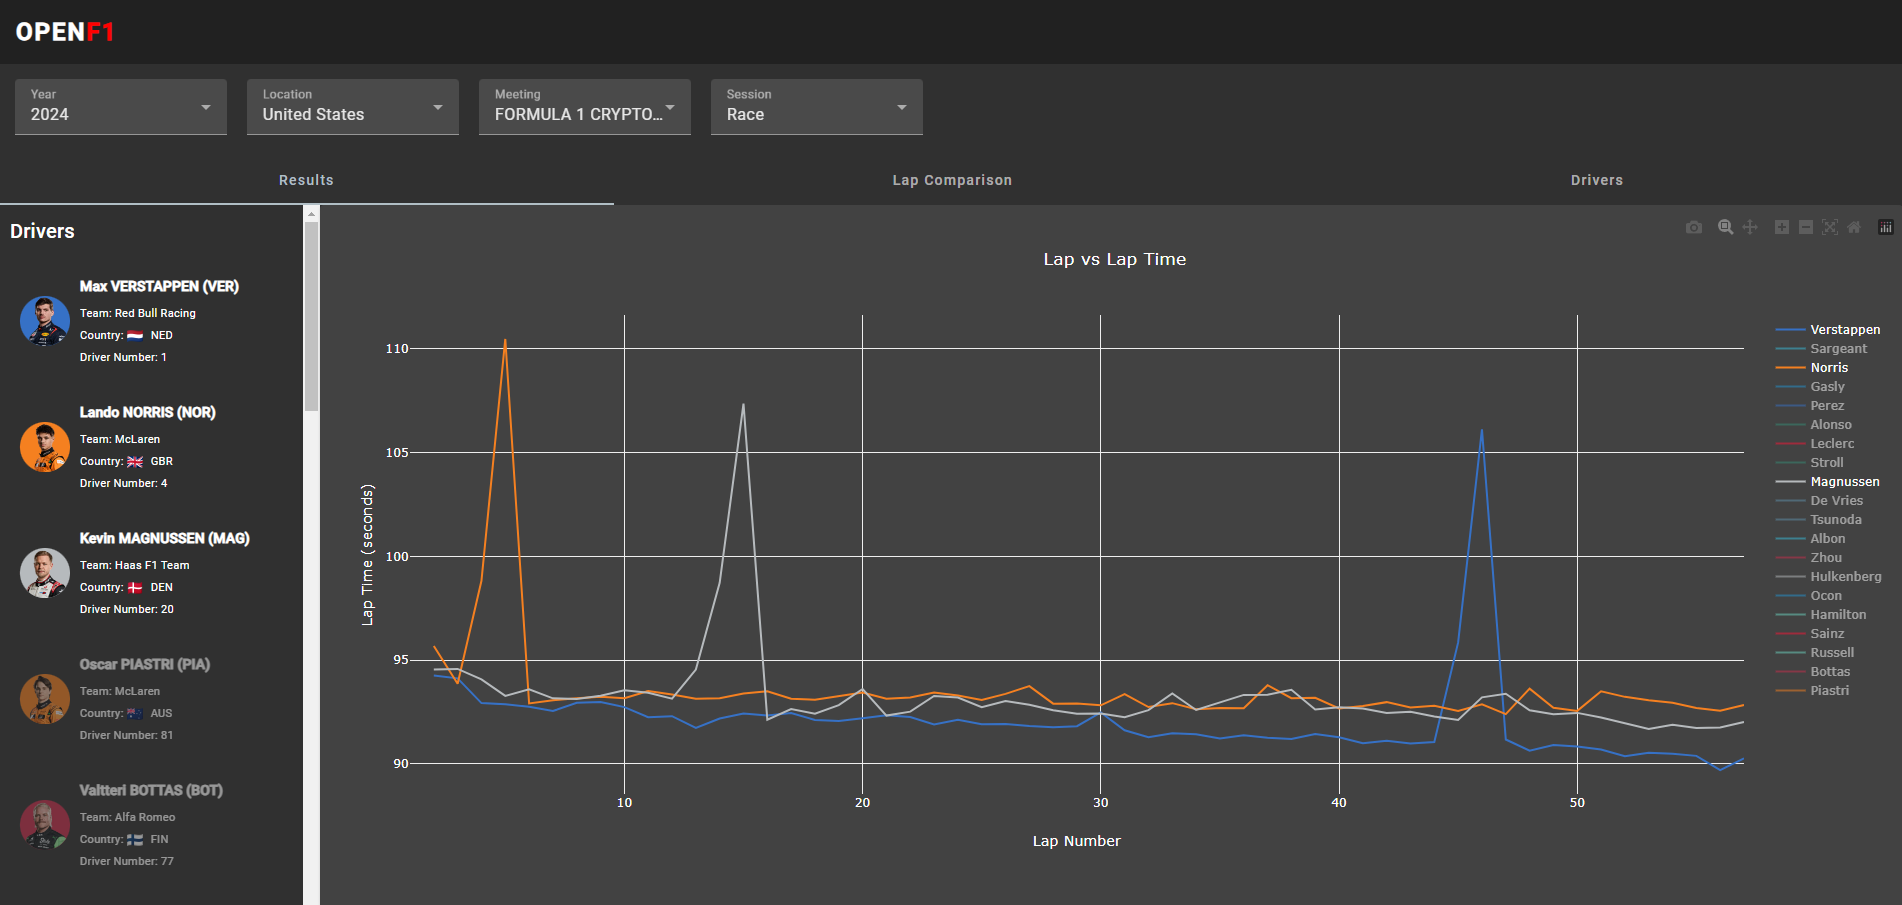 OPENF1
Year
2024
Location
United States
Meeting
FORMULA 1 CRYPTO...
Session
Race
Results
Lap Comparison
Drivers
Drivers
Max VERSTAPPEN (VER)
Team: Red Bull Racing
Country: NED
Driver Number: 1
Lando NORRIS (NOR)
Team: McLaren
Country: GBR
Driver Number: 4
Kevin MAGNUSSEN (MAG)
Team: Haas F1 Team
Country: DEN
Driver Number: 20
Oscar PIASTRI (PIA)
Team: McLaren
Country: AUS
Driver Number: 81
Valtteri BOTTAS (BOT)
Team: Alfa Romeo
Country: FIN
Driver Number: 77
Lap vs Lap Time
Lap Time (seconds)
110
105
100
95
90
10
20
30
40
50
Lap Number
Verstappen
Sargeant
Norris
Gasly
Perez
Alonso
Leclerc
Stroll
Magnussen
De Vries
Tsunoda
Albon
Zhou
Hulkenberg
Ocon
Hamilton
Sainz
Russell
Bottas
Piastri